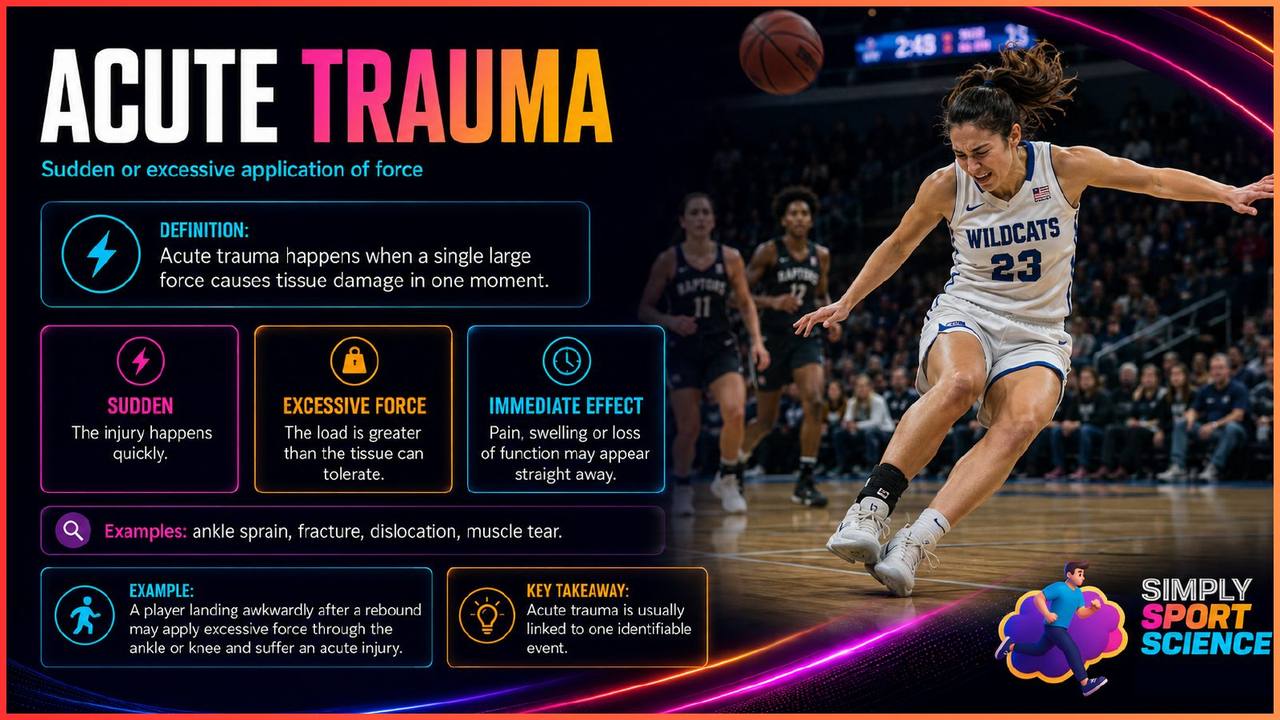 ACUTE TRAUMA
Sudden or excessive application of force
DEFINITION:
Acute trauma happens when a single large
force causes tissue damage in one moment.
SUDDEN
The injury happens
quickly.
EXCESSIVE FORCE
The load is greater
than the tissue can
tolerate.
IMMEDIATE EFFECT
Pain, swelling or loss
of function may appear
straight away.
Examples: ankle sprain, fracture, dislocation, muscle tear.
EXAMPLE:
A player landing awkwardly after a rebound
may apply excessive force through the
ankle or knee and suffer an acute injury.
KEY TAKEAWAY:
Acute trauma is usually
linked to one identifiable
event.
2:48
WILDCATS
23
RAPTORS
11
RAPTORS
12
SIMPLY
SPORT
SCIENCE